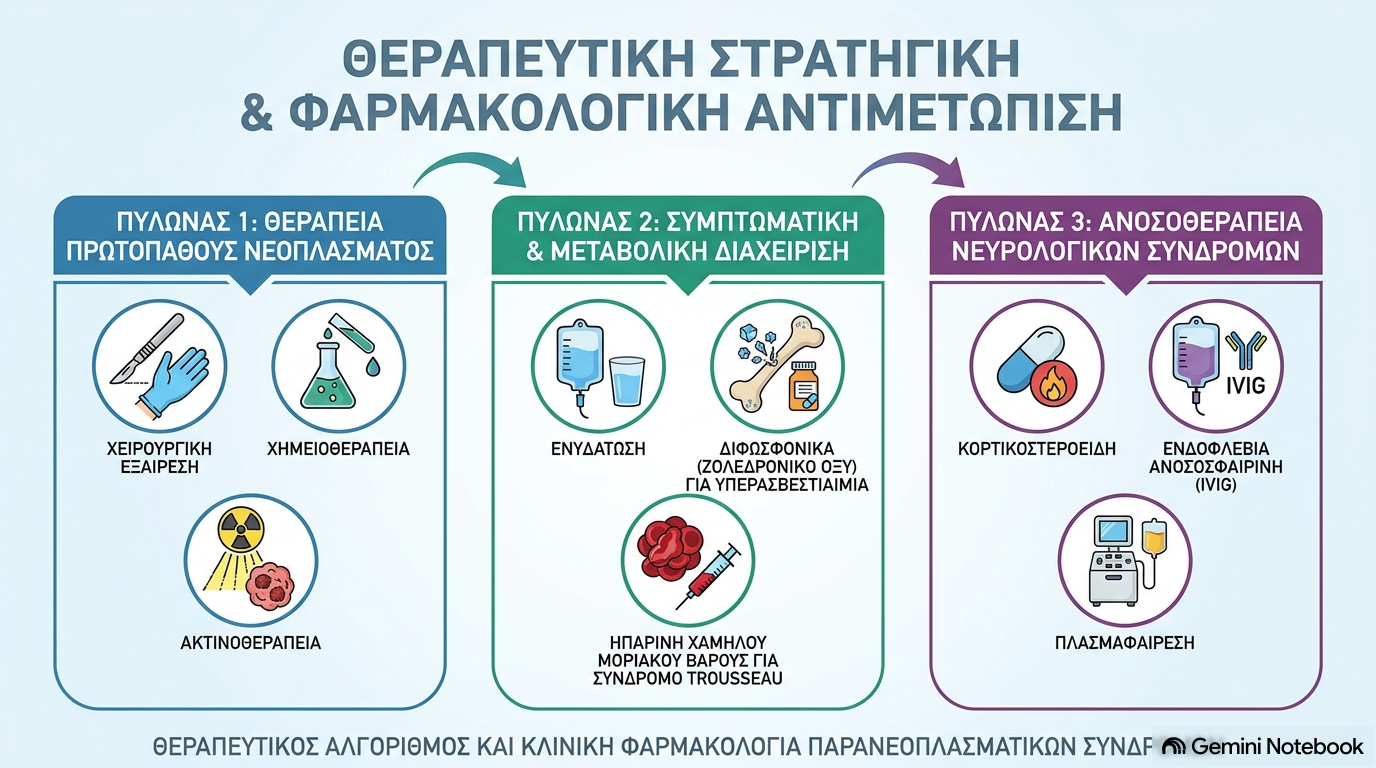 ΘΕΡΑΠΕΥΤΙΚΗ ΣΤΡΑΤΗΓΙΚΗ
& ΦΑΡΜΑΚΟΛΟΓΙΚΗ ΑΝΤΙΜΕΤΩΠΙΣΗ
ΠΥΛΩΝΑΣ 1: ΘΕΡΑΠΕΙΑ
ΠΡΩΤΟΠΑΘΟΥΣ ΝΕΟΠΛΑΣΜΑΤΟΣ
ΧΕΙΡΟΥΡΓΙΚΗ
ΕΞΑΙΡΕΣΗ
ΧΗΜΕΙΟΘΕΡΑΠΕΙΑ
ΑΚΤΙΝΟΘΕΡΑΠΕΙΑ
ΠΥΛΩΝΑΣ 2: ΣΥΜΠΤΩΜΑΤΙΚΗ
& ΜΕΤΑΒΟΛΙΚΗ ΔΙΑΧΕΙΡΙΣΗ
ΕΝΥΔΑΤΩΣΗ
ΔΙΦΩΣΦΟΝΙΚΑ
(ΖΟΛΕΔΡΟΝΙΚΟ ΟΞΥ)
ΓΙΑ ΥΠΕΡΑΣΒΕΣΤΙΑΙΜΙΑ
ΗΠΑΡΙΝΗ ΧΑΜΗΛΟΥ
ΜΟΡΙΑΚΟΥ ΒΑΡΟΥΣ ΓΙΑ
ΣΥΝΔΡΟΜΟ TROUSSEAU
ΠΥΛΩΝΑΣ 3: ΑΝΟΣΟΘΕΡΑΠΕΙΑ
ΝΕΥΡΟΛΟΓΙΚΩΝ ΣΥΝΔΡΟΜΩΝ
ΚΟΡΤΙΚΟΣΤΕΡΟΕΙΔΗ
IVIG
ΕΝΔΟΦΛΕΒΙΑ
ΑΝΟΣΟΣΦΑΙΡΙΝΗ
(IVIG)
ΠΛΑΣΜΑΦΑΙΡΕΣΗ
ΘΕΡΑΠΕΥΤΙΚΟΣ ΑΛΓΟΡΙΘΜΟΣ ΚΑΙ ΚΛΙΝΙΚΗ ΦΑΡΜΑΚΟΛΟΓΙΑ ΠΑΡΑΝΕΟΠΛΑΣΜΑΤΙΚΩΝ
Gemini Notebook